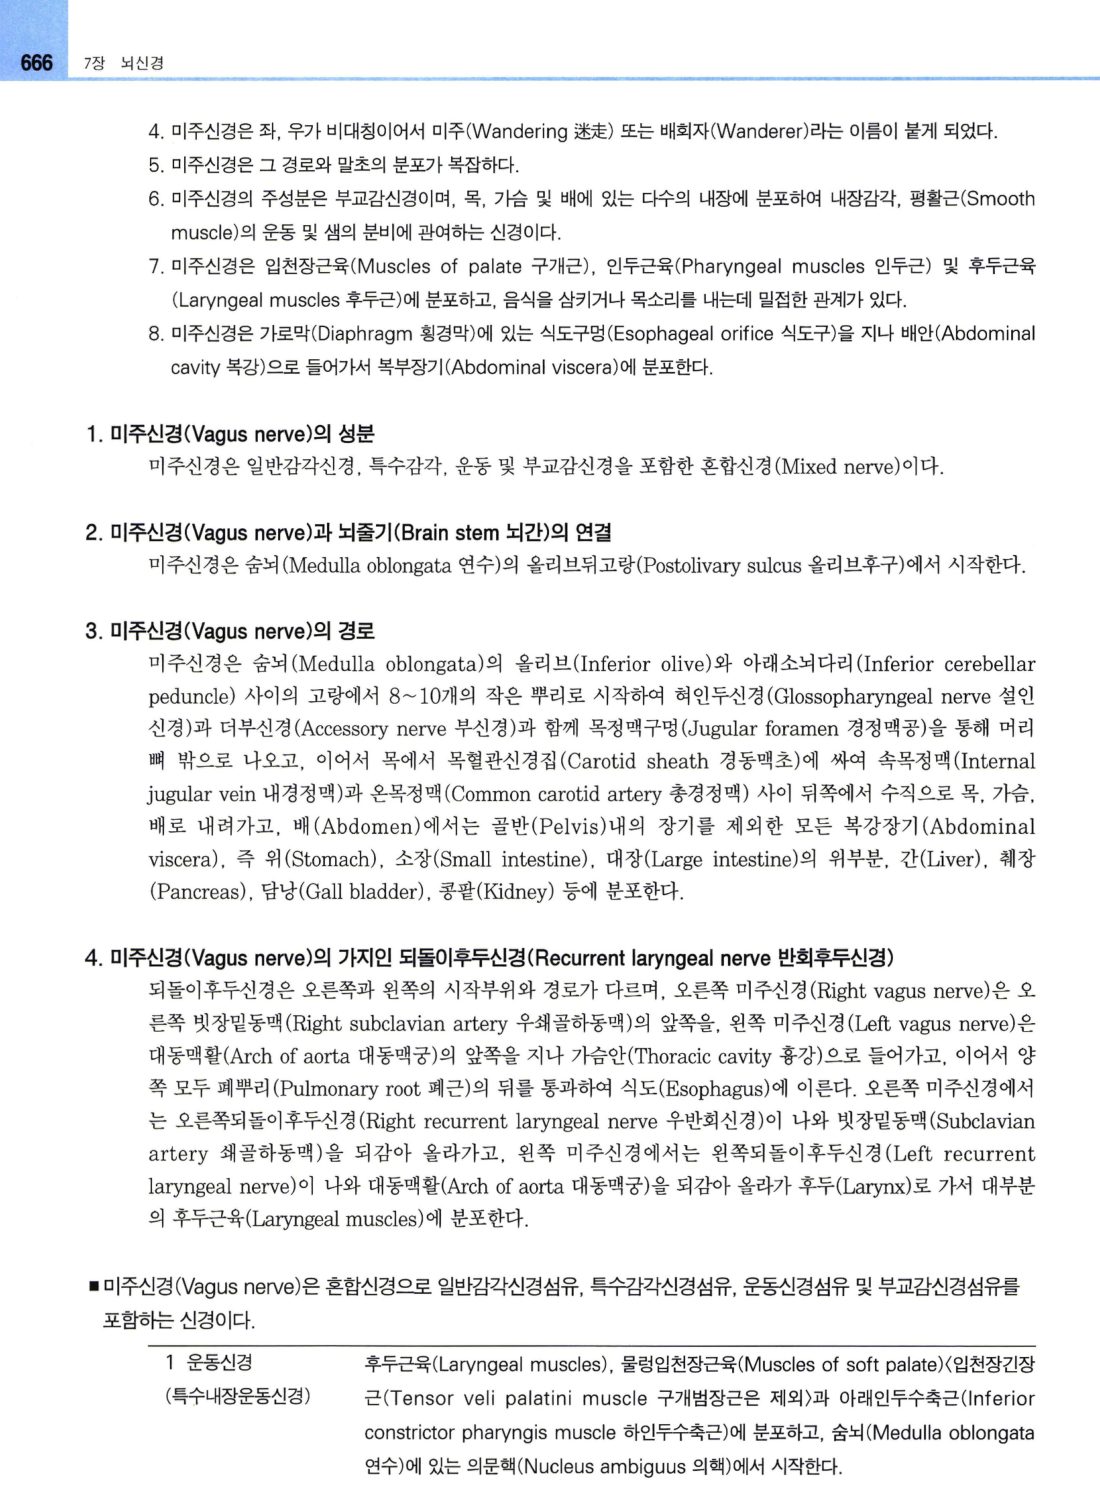 666 7장 뇌신경
4. 미주신경은 좌, 우가 비대칭이어서 미주(Wandering 迷走) 또는 배회자(Wanderer)라는 이름이 붙게 되었다.
5. 미주신경은 그 경로와 말초의 분포가 복잡하다.
6. 미주신경의 주성분은 부교감신경이며, 목, 가슴 및 배에 있는 다수의 내장에 분포하여 내장감각, 평활근(Smooth
muscle)의 운동 및 샘의 분비에 관여하는 신경이다.
7. 미주신경은 입천장근육(Muscles of palate 구개근), 인두근육(Pharyngeal muscles 인두근) 및 후두근육
(Laryngeal muscles 후두근)에 분포하고, 음식을 삼키거나 목소리를 내는데 밀접한 관계가 있다.
8. 미주신경은 가로막(Diaphragm 횡경막)에 있는 식도구멍(Esophageal orifice 식도구)을 지나 배안(Abdominal
cavity 복강)으로 들어가서 복부장기(Abdominal viscera)에 분포한다.
1. 미주신경(Vagus nerve)의 성분
미주신경은 일반감각신경, 특수감각, 운동 및 부교감신경을 포함한 혼합신경(Mixed nerve)이다.
2. 미주신경(Vagus nerve)과 뇌줄기(Brain stem 뇌간)의 연결
미주신경은 숨뇌(Medulla oblongata 연수)의 올리브뒤고랑(Postolivary sulcus 올리브후구)에서 시작한다.
3. 미주신경(Vagus nerve)의 경로
미주신경은 숨뇌(Medulla oblongata)의 올리브(Inferior olive)와 아래소뇌다리(Inferior cerebellar
peduncle) 사이의 고랑에서 8~10개의 작은 뿌리로 시작하여 혀인두신경(Glossopharyngeal nerve 설인
신경)과 더부신경(Accessory nerve 부신경)과 함께 목정맥구멍(Jugular foramen 경정맥공)을 통해 머리
뼈 밖으로 나오고, 이어서 목에서 목혈관신경집(Carotid sheath 경동맥초)에 싸여 속목정맥(Internal
jugular vein 내경정맥)과 온목정맥(Common carotid artery 총경정맥) 사이 뒤쪽에서 수직으로 목, 가슴,
배로 내려가고, 배(Abdomen)에서는 골반(Pelvis)내의 장기를 제외한 모든 복강장기(Abdominal
viscera), 즉 위(Stomach), 소장(Small intestine), 대장(Large intestine)의 위부분, 간(Liver), 췌장
(Pancreas), 담낭(Gall bladder), 콩팥(Kidney) 등에 분포한다.
4. 미주신경(Vagus nerve)의 가지인 되돌이후두신경(Recurrent laryngeal nerve 반회후두신경)
되돌이후두신경은 오른쪽과 왼쪽의 시작부위와 경로가 다르며, 오른쪽 미주신경(Right vagus nerve)은 오
른쪽 빗장밑동맥(Right subclavian artery 우쇄골하동맥)의 앞쪽을, 왼쪽 미주신경(Left vagus nerve)은
대동맥활(Arch of aorta 대동맥궁)의 앞쪽을 지나 가슴안(Thoracic cavity 흉강)으로 들어가고, 이어서 양
쪽 모두 폐뿌리(Pulmonary root 폐근)의 뒤를 통과하여 식도(Esophagus)에 이른다. 오른쪽 미주신경에서
는 오른쪽되돌이후두신경(Right recurrent laryngeal nerve 우반회신경)이 나와 빗장밑동맥(Subclavian
artery 쇄골하동맥)을 되감아 올라가고, 왼쪽 미주신경에서는 왼쪽되돌이후두신경(Left recurrent
laryngeal nerve)이 나와 대동맥활(Arch of aorta 대동맥궁)을 되감아 올라가 후두(Larynx)로 가서 대부분
의 후두근육(Laryngeal muscles)에 분포한다.
■ 미주신경(Vagus nerve)은 혼합신경으로 일반감각신경섬유, 특수감각신경섬유, 운동신경섬유 및 부교감신경섬유를
포함하는 신경이다.
1 운동신경 후두근육(Laryngeal muscles), 물렁입천장근육(Muscles of soft palate)〈입천장긴장
(특수내장운동신경) 근(Tensor veli palatini muscle 구개범장근은 제외〉과 아래인두수축근(Inferior
constrictor pharyngis muscle 하인두수축근)에 분포하고, 숨뇌(Medulla oblongata
연수)에 있는 의문핵(Nucleus ambiguus 의핵)에서 시작한다.